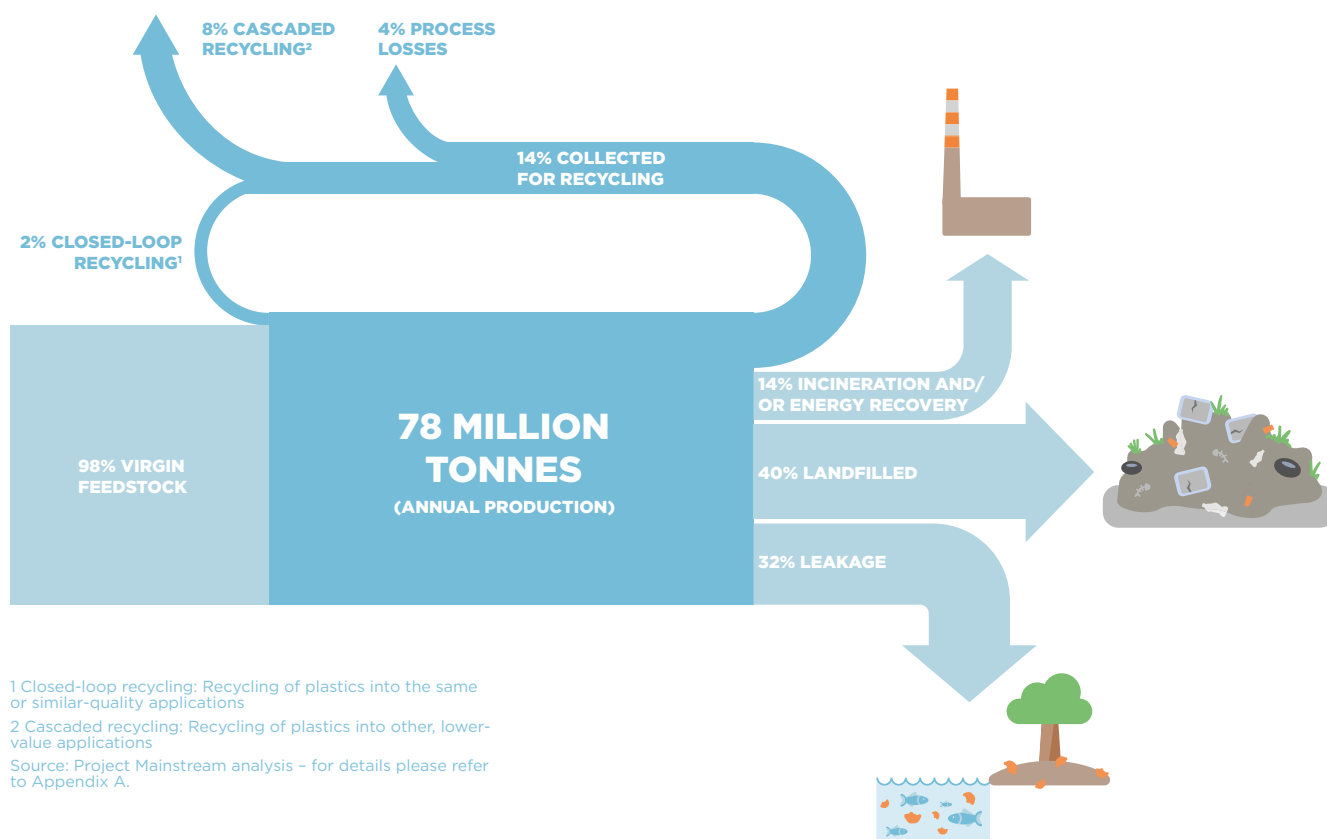 8% CASCADED
RECYCLING²
4% PROCESS
LOSSES
14% COLLECTED
FOR RECYCLING
2% CLOSED-LOOP
RECYCLING¹
98% VIRGIN
FEEDSTOCK
78 MILLION
TONNES
(ANNUAL PRODUCTION)
14% INCINERATION AND/
OR ENERGY RECOVERY
40% LANDFILLED
32% LEAKAGE
1 Closed-loop recycling: Recycling of plastics into the same
or similar-quality applications
2 Cascaded recycling: Recycling of plastics into other, lower-
value applications
Source: Project Mainstream analysis – for details please refer
to Appendix A.